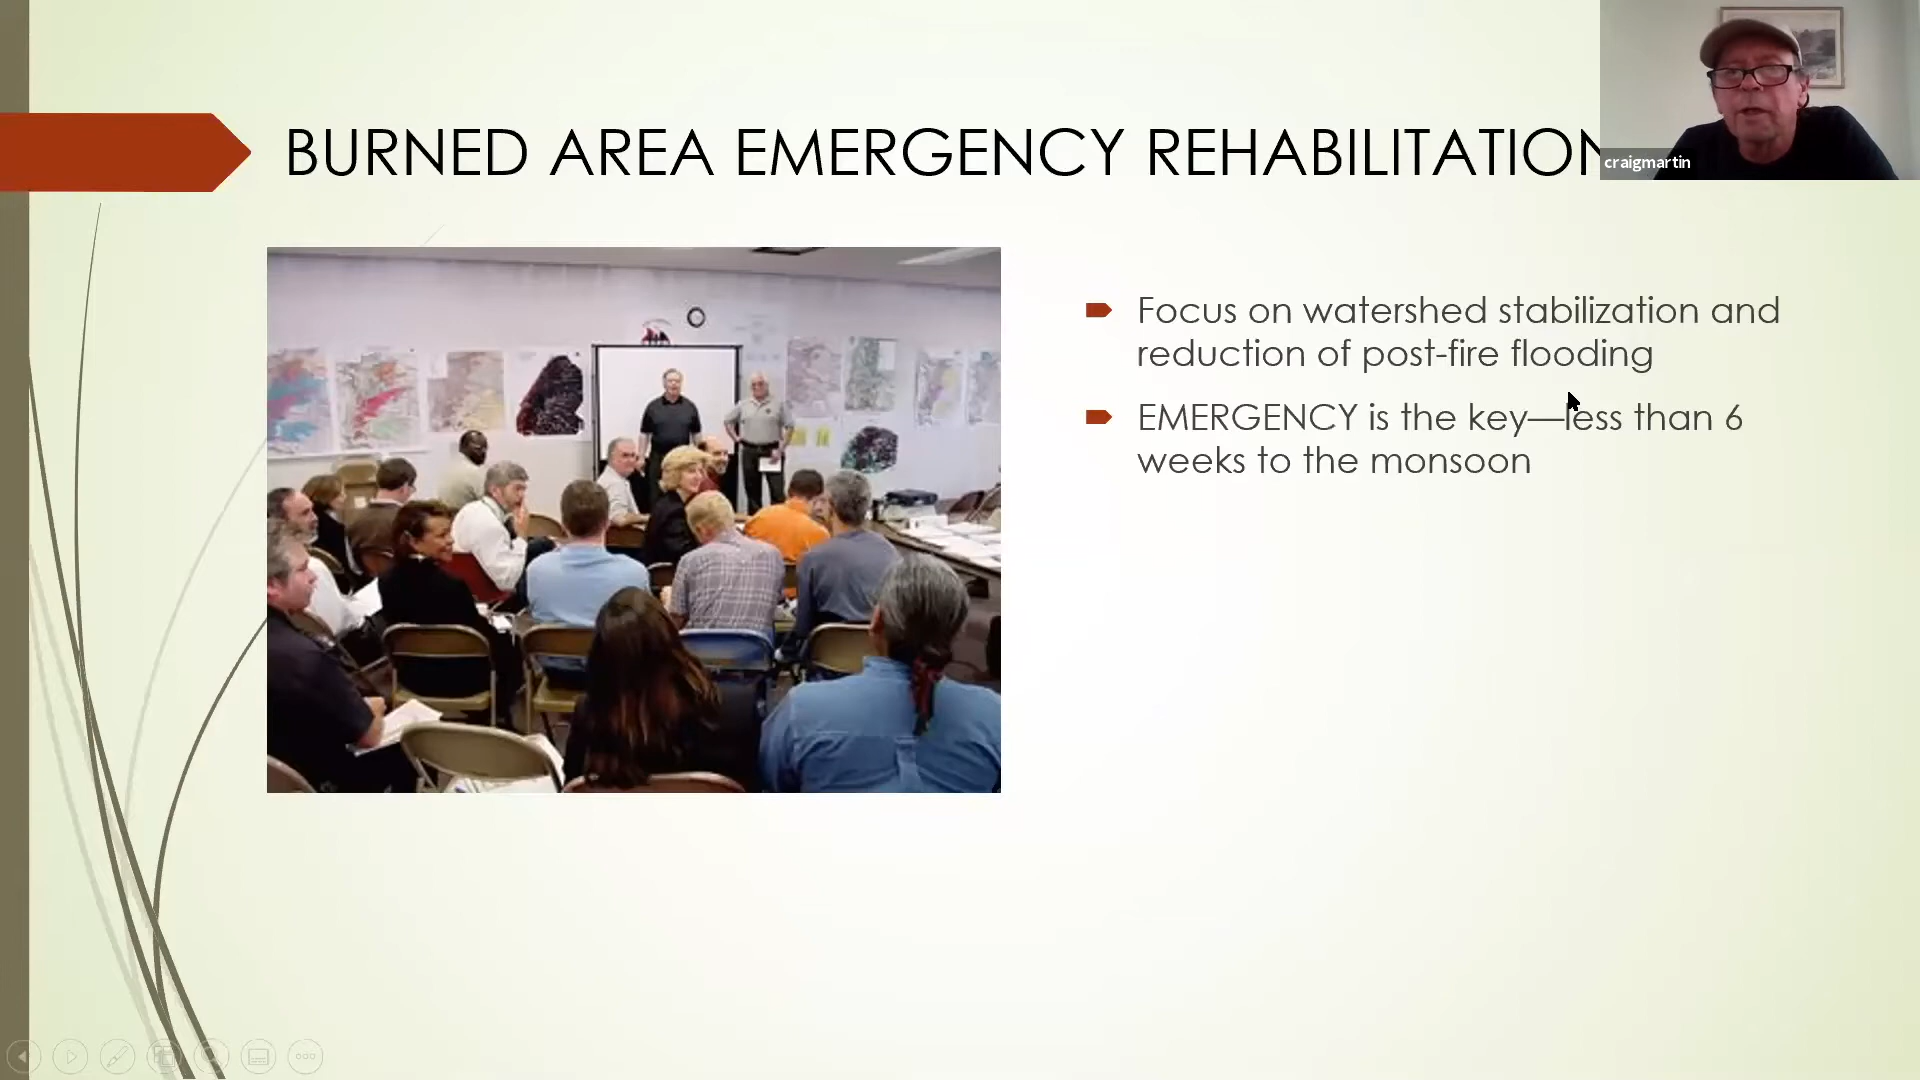 BURNED AREA EMERGENCY REHABILITATION
craigmartin
Focus on watershed stabilization and
reduction of post-fire flooding
EMERGENCY is the key—less than 6
weeks to the monsoon